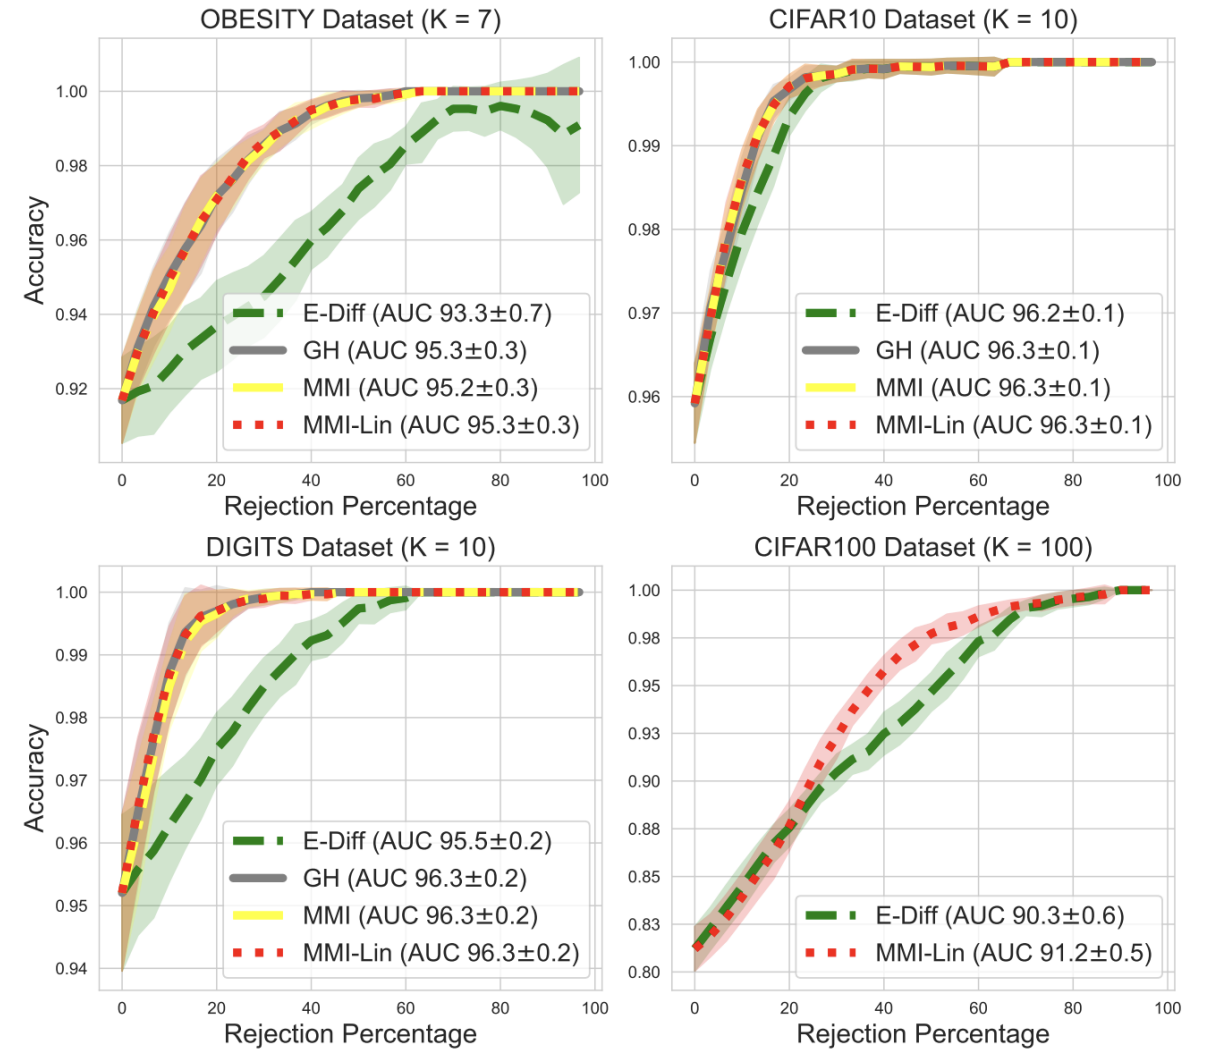 OBESITY Dataset (K = 7)
1.00
0.98
0.96
0.94
0.92
Accuracy
E-Diff (AUC 93.3±0.7)
GH (AUC 95.3±0.3)
MMI (AUC 95.2±0.3)
MMI-Lin (AUC 95.3±0.3)
0 20 40 60 80 100
Rejection Percentage
CIFAR10 Dataset (K = 10)
1.00
0.99
0.98
0.97
0.96
E-Diff (AUC 96.2±0.1)
GH (AUC 96.3±0.1)
MMI (AUC 96.3±0.1)
MMI-Lin (AUC 96.3±0.1)
0 20 40 60 80 100
Rejection Percentage
DIGITS Dataset (K = 10)
1.00
0.99
0.98
0.97
0.96
0.95
0.94
Accuracy
E-Diff (AUC 95.5±0.2)
GH (AUC 96.3±0.2)
MMI (AUC 96.3±0.2)
MMI-Lin (AUC 96.3±0.2)
0 20 40 60 80 100
Rejection Percentage
CIFAR100 Dataset (K = 100)
1.00
0.98
0.95
0.93
0.90
0.88
0.85
0.83
0.80
E-Diff (AUC 90.3±0.6)
MMI-Lin (AUC 91.2±0.5)
0 20 40 60 80 100
Rejection Percentage